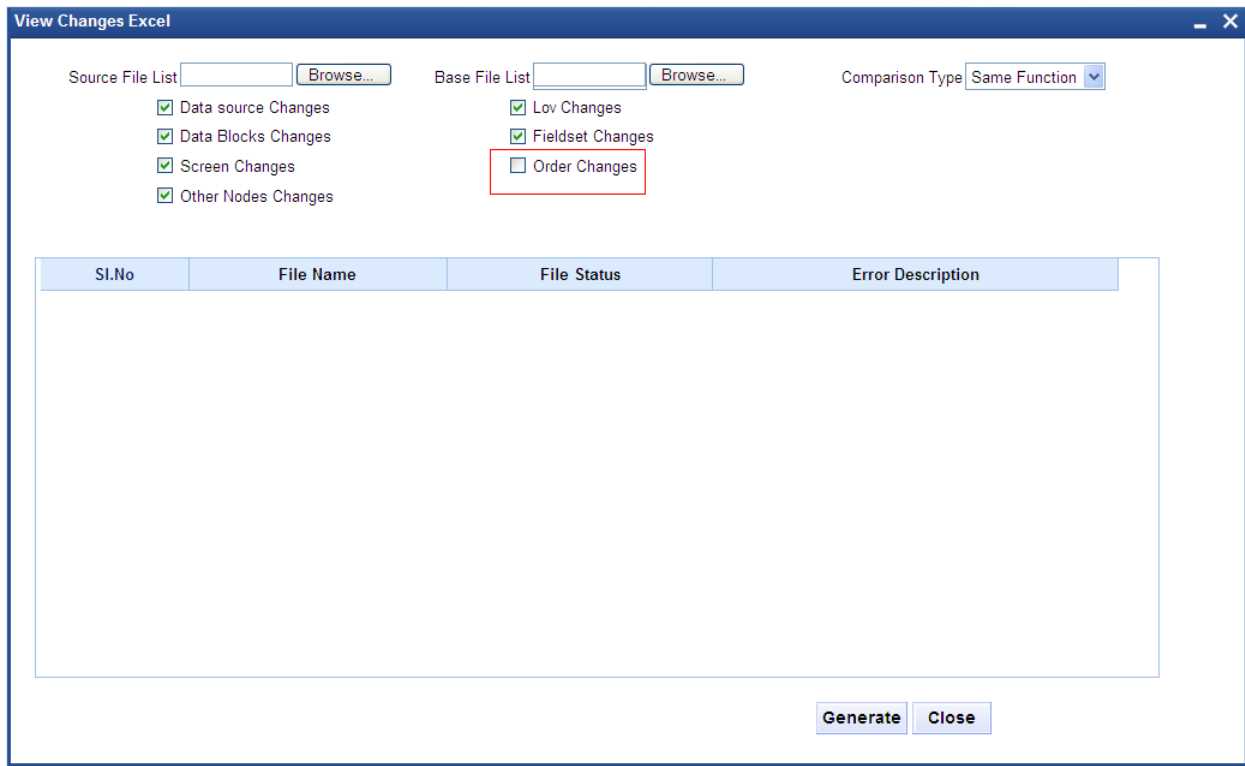 View Changes Excel
Source File List Browse... Base File List Browse... Comparison Type Same Function
Data source Changes Lov Changes
Data Blocks Changes Fieldset Changes
Screen Changes Order Changes
Other Nodes Changes
Sl.No File Name File Status Error Description
Generate Close